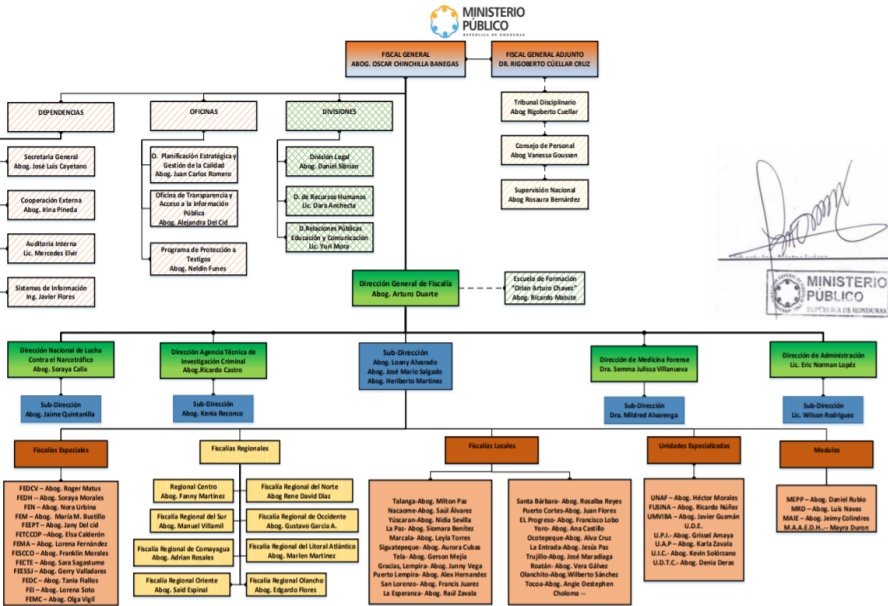 MINISTERIO
PÚBLICO
REPÚBLICA DE HONDURAS
FISCAL GENERAL
ABOG. OSCAR CHINCHILLA BANEGAS
FISCAL GENERAL ADJUNTO
DR. RIGOBERTO CÚELLAR CRUZ
Tribunal Disciplinario
Abog Rigoberto Cuellar
Consejo de Personal
Abog Vanessa Goussen
Supervisión Nacional
Abog Rosaura Bernárdez
DEPENDENCIAS
Secretaria General
Abog. José Luis Cayetano
Cooperación Externa
Abog. Irina Pineda
Auditoria Interna
Lic. Mercedes Elvir
Sistemas de Información
Ing. Javier Flores
OFICINAS
O. Planificación Estratégica y
Gestión de la Calidad
Abog. Juan Carlos Romero
Oficina de Transparencia y
Acceso a la Información
Pública
Abog. Alejandra Del Cid
Programa de Protección a
Testigos
Abog. Neldin Funes
DIVISIONES
División Legal
Abog. Daniel Sibrian
D. de Recursos Humanos
Lic. Dara Anchecta
D.Relaciones Públicas
Educación y Comunicación
Lic. Yuri Mora
MINISTERIO
PÚBLICO
REPÚBLICA DE HONDURAS
Dirección General de Fiscalía
Abog. Arturo Duarte
Escuela de Formación
"Orlan Arturo Chavez"
Abog. Ricardo Matute
Dirección Nacional de Lucha
Contra el Narcotráfico
Abog. Soraya Calix
Sub-Dirección
Abog. Jaime Quintanilla
Dirección Agencia Técnica de
Investigación Criminal
Abog.Ricardo Castro
Sub-Dirección
Abog. Kenia Reconco
Sub-Dirección
Abog. Loany Alvarado
Abog. José Mario Salgado
Abog. Heriberto Martinez
Dirección de Medicina Forense
Dra. Semma Julissa Villanueva
Sub-Dirección
Dra. Mildred Alvarenga
Dirección de Administración
Lic. Eric Norman Lopéz
Sub-Dirección
Lic. Wilson Rodriguez
Fiscalías Especiales
FEDCV – Abog. Roger Matus
FEDH – Abog. Soraya Morales
FEN – Abog. Nora Urbina
FEM – Abog. María M. Bustillo
FEEPT – Abog. Jany Del cid
FETCCOP –Abog. Elsa Calderón
FEMA – Abog. Lorena Fernández
FESCCO – Abog. Franklin Morales
FECTE – Abog. Sara Sagastume
FEESSJ – Abog. Gerry Valladares
FEDC – Abog. Tania Fiallos
FEI – Abog. Lorena Soto
FEMC – Abog. Olga Vigil
Fiscalías Regionales
Regional Centro
Abog. Fanny Martinez
Fiscalía Regional del Norte
Abog Rene David Diaz
Fiscalía Regional del Sur
Abog. Manuel Villamil
Fiscalía Regional de Occidente
Abog. Gustavo García A.
Fiscalía Regional de Comayagua
Abog. Adrian Rosales
Fiscalía Regional del Litoral Atlántico
Abog. Marlen Martinez
Fiscalía Regional Oriente
Abog. Said Espinal
Fiscalía Regional Olancho
Abog. Edgardo Flores
Fiscalías Locales
Talanga-Abog. Milton Paz
Nacaome-Abog. Saúl Álvarez
Yúscaran-Abog. Nidia Sevilla
La Paz- Abog. Siomara Benítez
Marcala- Abog. Leyla Torres
Siguatepeque- Abog. Aurora Cubas
Tela- Abog. Gerson Mejía
Gracias, Lempira- Abog. Junny Vega
Puerto Lempira- Abog. Alex Hernandez
San Lorenzo- Abog. Francis Juarez
La Esperanza- Abog. Raúl Zavala
Santa Bárbara- Abog. Rosalba Reyes
Puerto Cortes-Abog. Juan Flores
EL Progreso- Abog. Francisco Lobo
Yoro- Abog. Ana Castillo
Ocotepeque-Abog. Alva Cruz
La Entrada-Abog. Jesús Paz
Trujillo-Abog. José Maradiaga
Roatán- Abog. Vera Gálvez
Olanchito-Abog.Wilberto Sánchez
Tocoa-Abog. Angie Destephen
Choloma --
Unidades Especializadas
UNAF – Abog. Héctor Morales
FUSINA – Abog. Ricardo Núñez
UMVIBA – Abog. Javier Guzmán
U.D.E.
U.P.I.- Abog. Grissel Amaya
U.A.P – Abog. Karla Zavala
U.I.C.- Abog. Kevin Solórzano
U.D.T.C.- Abog. Denia Deras
Modulos
MEPP – Abog. Daniel Rubio
MRD – Abog. Luis Navas
MAIE – Abog. Jeimy Colindres
M.A.A.E.D.H.-- Mayra Duron